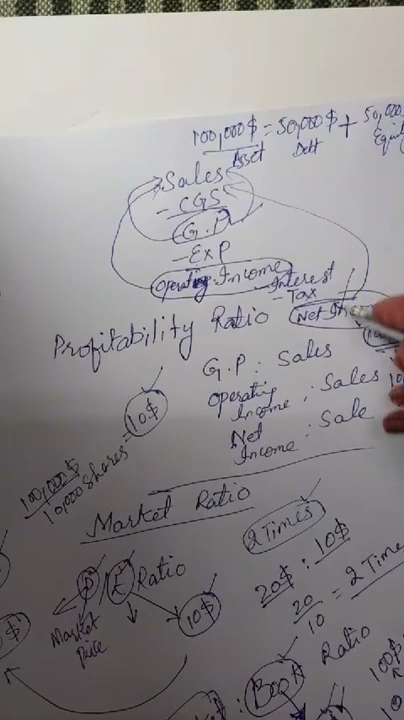 100,000$ = 50,000$ + 50,000
Asset Debt
Sales
- CGS
G.P
- EXP
Operating Income - Interest
- Tax
Profitability Ratio Net
G.P : Sales
Operating Income : Sales
Net Income : Sale
100,000$ / 10,000 Shares = 10$
Market Ratio
2 Times
P/E Ratio
20$ : 10$
Market Price
10$
20/10 = 2 Time
: Book Ratio
100$